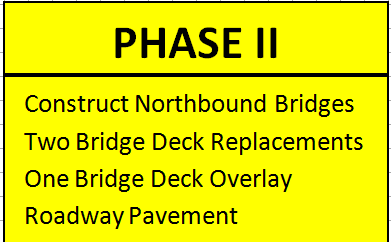 PHASE II
Construct Northbound Bridges
Two Bridge Deck Replacements
One Bridge Deck Overlay
Roadway Pavement